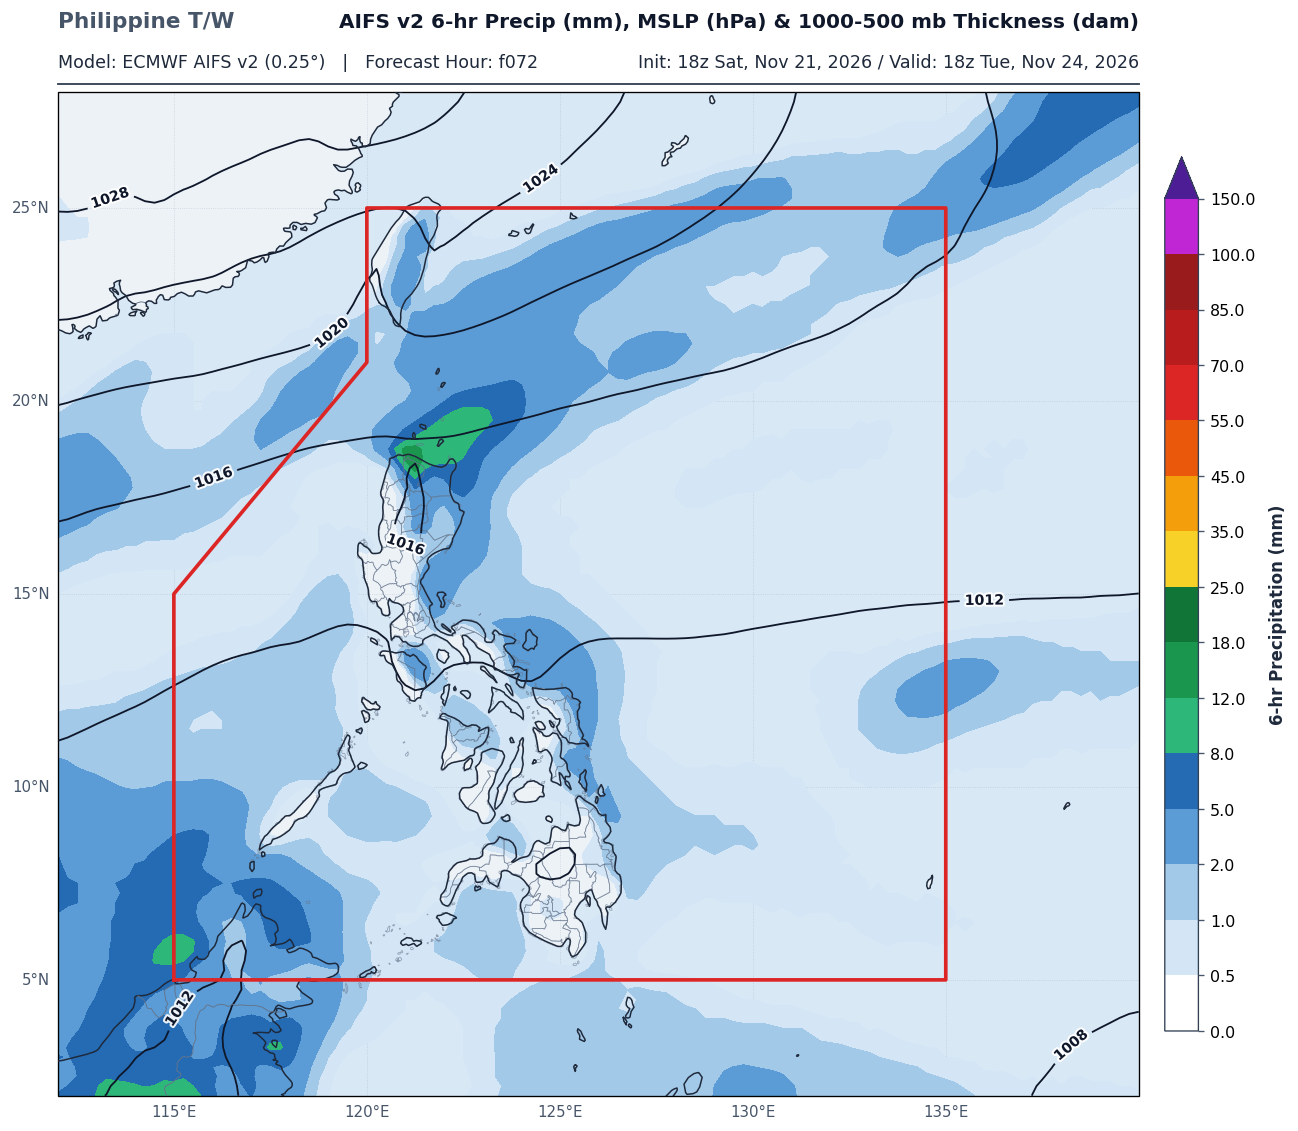 Philippine T/W
AIFS v2 6-hr Precip (mm), MSLP (hPa) & 1000-500 mb Thickness (dam)
Model: ECMWF AIFS v2 (0.25°)   |   Forecast Hour: f072
Init: 18z Sat, Nov 21, 2026 / Valid: 18z Tue, Nov 24, 2026
1028
1024
1020
1016
1016
1012
1012
1008
25°N
20°N
15°N
10°N
5°N
115°E
120°E
125°E
130°E
135°E
150.0
100.0
85.0
70.0
55.0
45.0
35.0
25.0
18.0
12.0
8.0
5.0
2.0
1.0
0.5
0.0
6-hr Precipitation (mm)